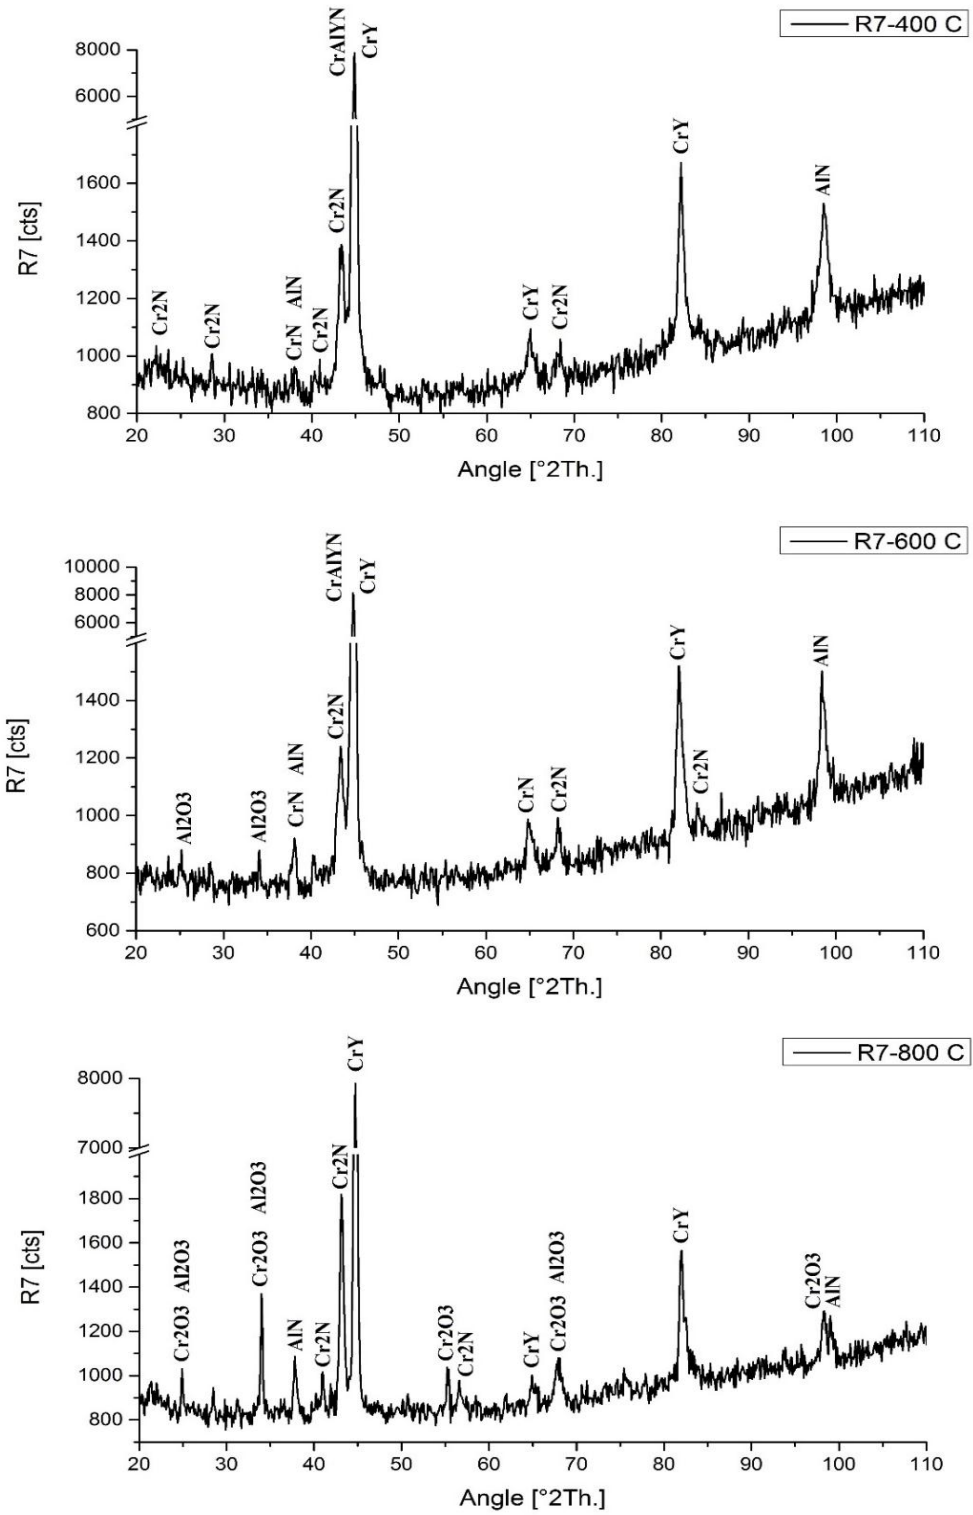 R7-400 C
CrAlYN
CrY
8000
6000
CrY
1600
AlN
Cr2N
R7 [cts]
1400
1200
Cr2N
Cr2N
CrN AlN
Cr2N
CrY
Cr2N
1000
800
20 30 40 50 60 70 80 90 100 110
Angle [°2Th.]
R7-600 C
CrAlYN
CrY
10000
8000
6000
CrY
AlN
Cr2N
1400
R7 [cts]
1200
Al2O3
Al2O3
CrN AlN
CrN
Cr2N
Cr2N
1000
800
600
20 30 40 50 60 70 80 90 100 110
Angle [°2Th.]
R7-800 C
CrY
8000
7000
Cr2N
1800
Cr2O3 Al2O3
Cr2O3 Al2O3
CrY
1600
R7 [cts]
1400
AlN
Cr2N
Cr2O3
Cr2N
CrY
Cr2O3 Al2O3
Cr2O3
AlN
1200
1000
800
20 30 40 50 60 70 80 90 100 110
Angle [°2Th.]